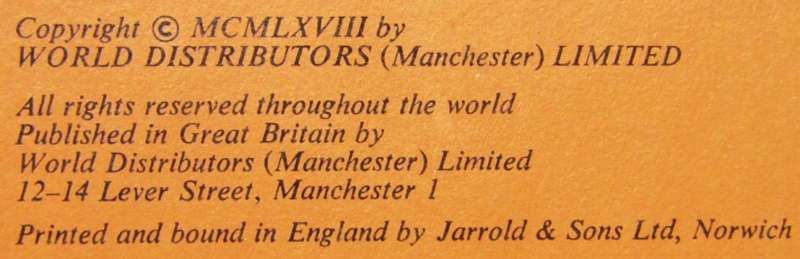 Copyright © MCMLXVIII by
WORLD DISTRIBUTORS (Manchester) LIMITED
All rights reserved throughout the world
Published in Great Britain by
World Distributors (Manchester) Limited
12–14 Lever Street, Manchester 1
Printed and bound in England by Jarrold & Sons Ltd, Norwich